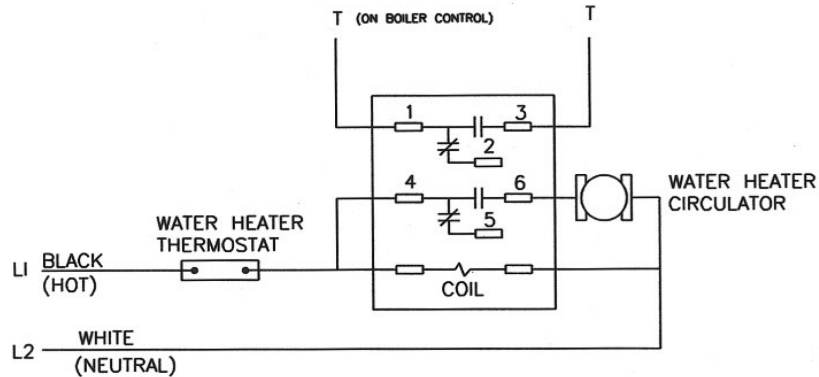 T (ON BOILER CONTROL) T
1 3
2
4 6
5
WATER HEATER
CIRCULATOR
WATER HEATER
THERMOSTAT
L1 BLACK
(HOT)
COIL
L2 WHITE
(NEUTRAL)